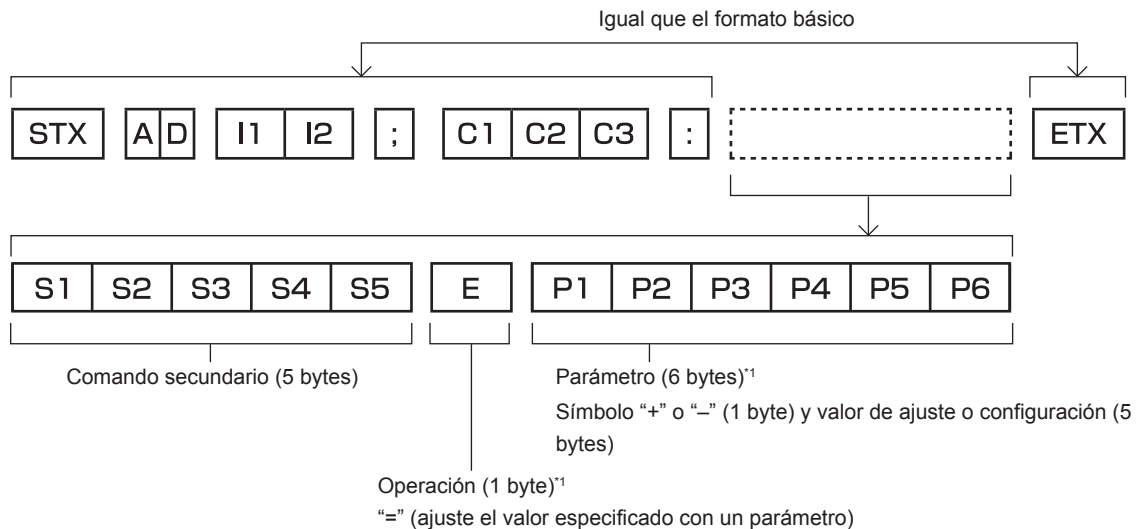 Igual que el formato básico
STX A D I1 I2 ; C1 C2 C3 : ETX
S1 S2 S3 S4 S5 E P1 P2 P3 P4 P5 P6
Comando secundario (5 bytes)
Parámetro (6 bytes)*1
Símbolo “+” o “–” (1 byte) y valor de ajuste o configuración (5
bytes)
Operación (1 byte)*1
“=” (ajuste el valor especificado con un parámetro)